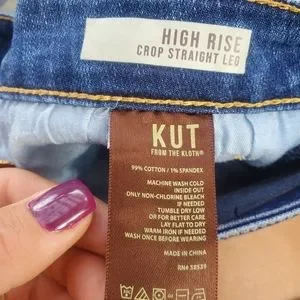 HIGH RISE
CROP STRAIGHT LEG
KUT
FROM THE KLOTH®
99% COTTON / 1% SPANDEX
MACHINE WASH COLD
INSIDE OUT
ONLY NON-CHLORINE BLEACH
IF NEEDED
TUMBLE DRY LOW
OR FOR BETTER CARE
LAY FLAT TO DRY
WARM IRON IF NEEDED
WASH ONCE BEFORE WEARING
MADE IN CHINA
RN# 58539